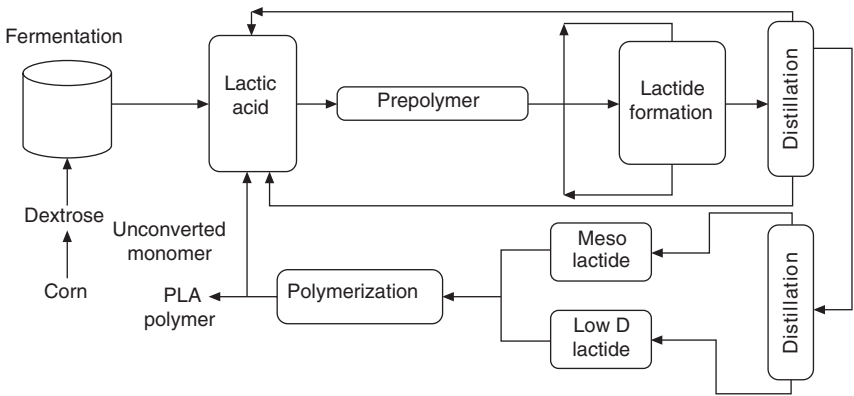 Fermentation
Lactic
acid
Prepolymer
Lactide
formation
Distillation
Dextrose
Unconverted
monomer
Corn
PLA
polymer
Polymerization
Meso
lactide
Low D
lactide
Distillation